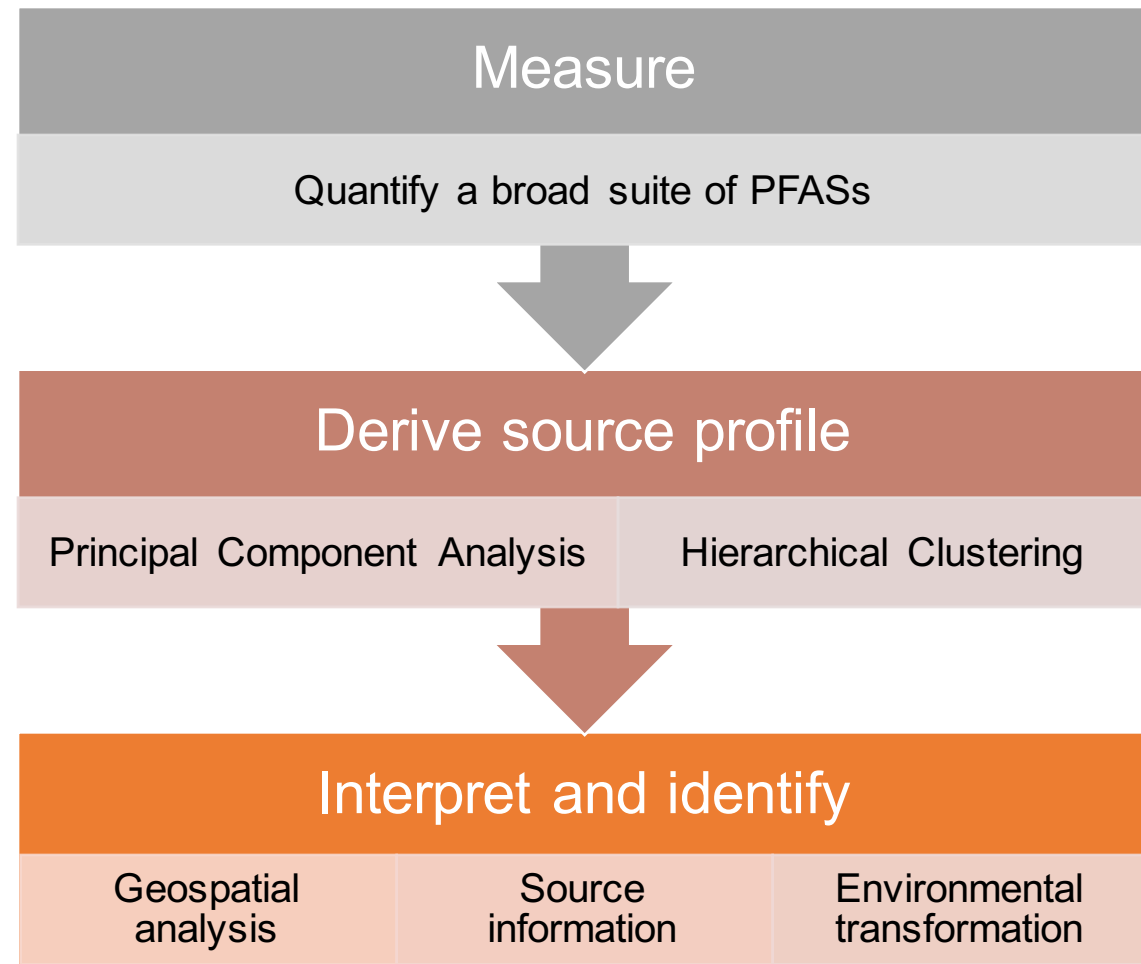 Measure
Quantify a broad suite of PFASs
Derive source profile
Principal Component Analysis
Hierarchical Clustering
Interpret and identify
Geospatial
analysis
Source
information
Environmental
transformation